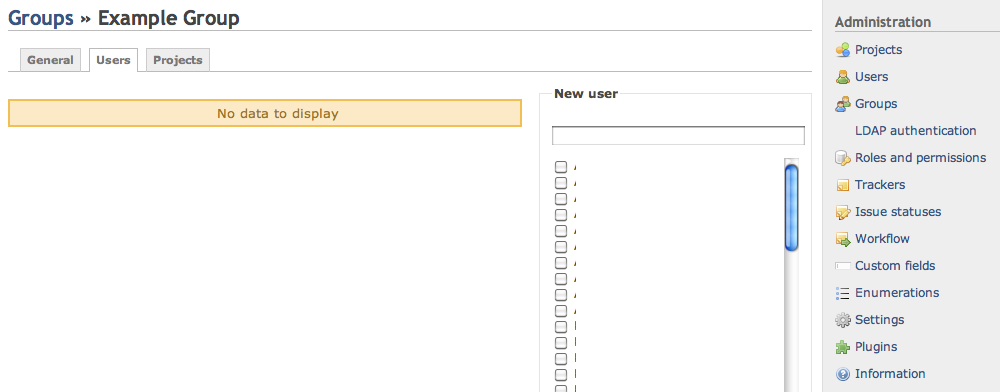 Groups » Example Group
General
Users
Projects
No data to display
New user
Administration
Projects
Users
Groups
LDAP authentication
Roles and permissions
Trackers
Issue statuses
Workflow
Custom fields
Enumerations
Settings
Plugins
Information